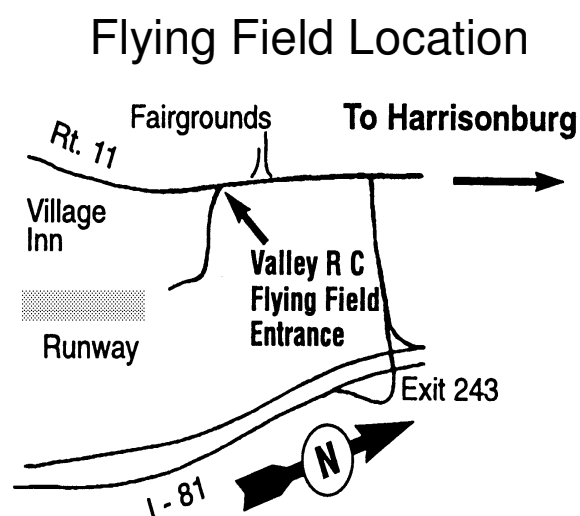 Flying Field Location
Fairgrounds
To Harrisonburg
Rt. 11
Village
Inn
Valley R C
Flying Field
Entrance
Runway
Exit 243
N
I - 81